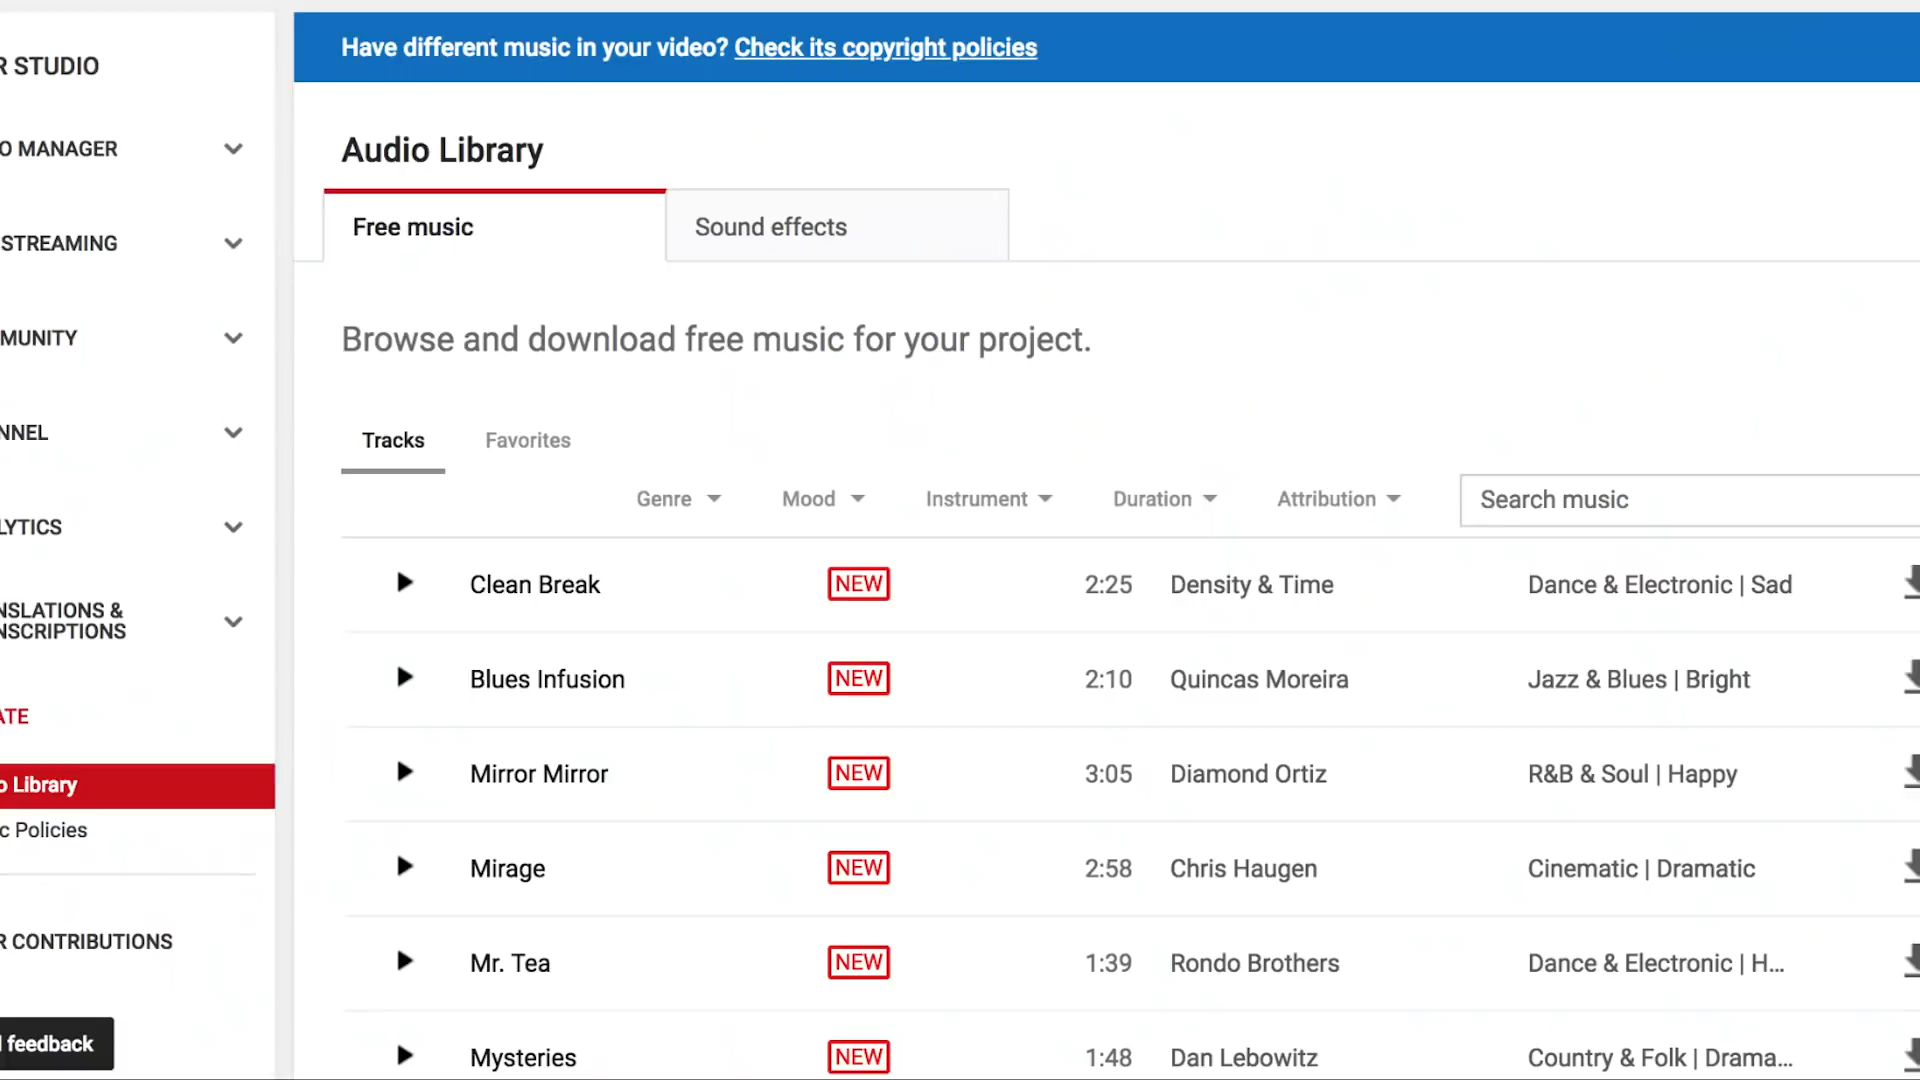 R STUDIO
O MANAGER
STREAMING
MUNITY
NNEL
LYTICS
NSLATIONS &
NSCRIPTIONS
ATE
o Library
c Policies
R CONTRIBUTIONS
feedback
Have different music in your video? Check its copyright policies
Audio Library
Free music
Sound effects
Browse and download free music for your project.
Tracks
Favorites
Genre
Mood
Instrument
Duration
Attribution
Search music
Clean Break NEW 2:25 Density & Time Dance & Electronic | Sad
Blues Infusion NEW 2:10 Quincas Moreira Jazz & Blues | Bright
Mirror Mirror NEW 3:05 Diamond Ortiz R&B & Soul | Happy
Mirage NEW 2:58 Chris Haugen Cinematic | Dramatic
Mr. Tea NEW 1:39 Rondo Brothers Dance & Electronic | H...
Mysteries NEW 1:48 Dan Lebowitz Country & Folk | Drama...